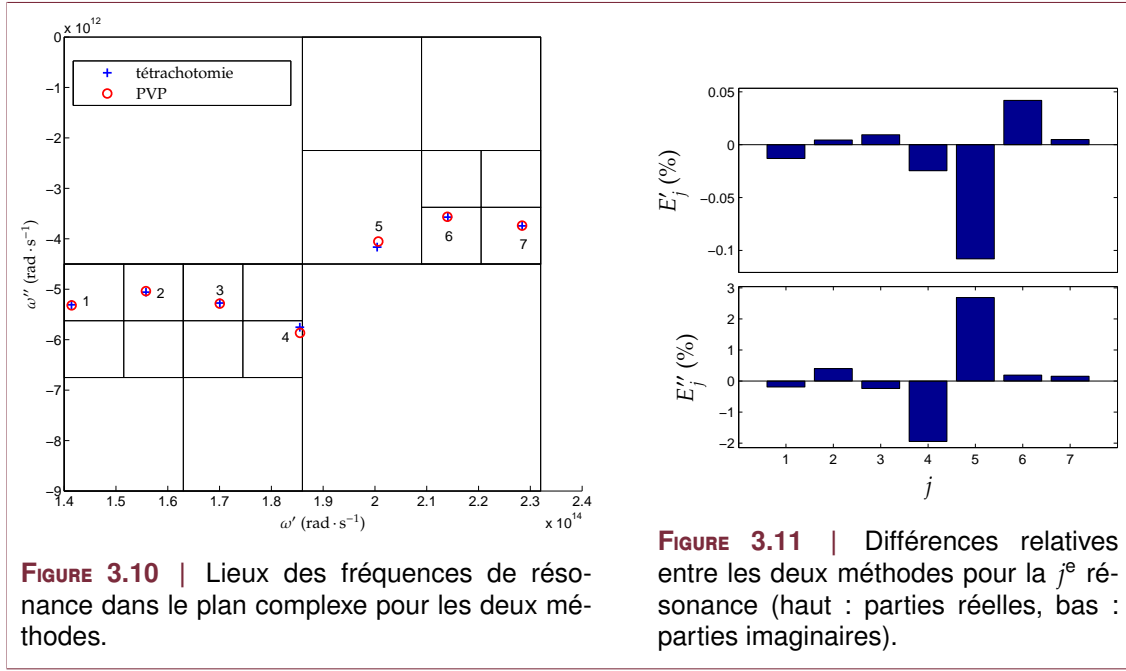 x 10^12
0
−1
−2
−3
−4
−5
−6
−7
−8
−9
ω′′ (rad · s^−1)
tétrachotomie
PVP
1
2
3
4
5
6
7
1.4
1.5
1.6
1.7
1.8
1.9
2
2.1
2.2
2.3
2.4
ω′ (rad · s^−1)
x 10^14
FIGURE 3.10 | Lieux des fréquences de réso-
nance dans le plan complexe pour les deux mé-
thodes.
0.05
0
−0.05
−0.1
E′_j (%)
3
2
1
0
−1
−2
E′′_j (%)
1
2
3
4
5
6
7
j
FIGURE 3.11 | Différences relatives
entre les deux méthodes pour la j^e ré-
sonance (haut : parties réelles, bas :
parties imaginaires).